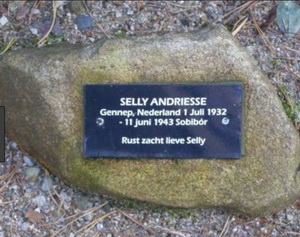 SELLY ANDRIESSE
Gennep, Nederland 1 Juli 1932
- 11 juni 1943 Sobibór
Rust zacht lieve Selly